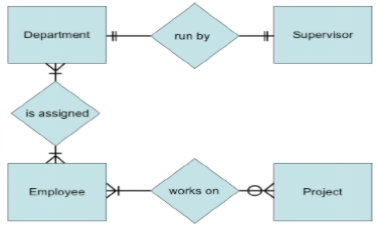 Department
run by
Supervisor
is assigned
Employee
works on
Project